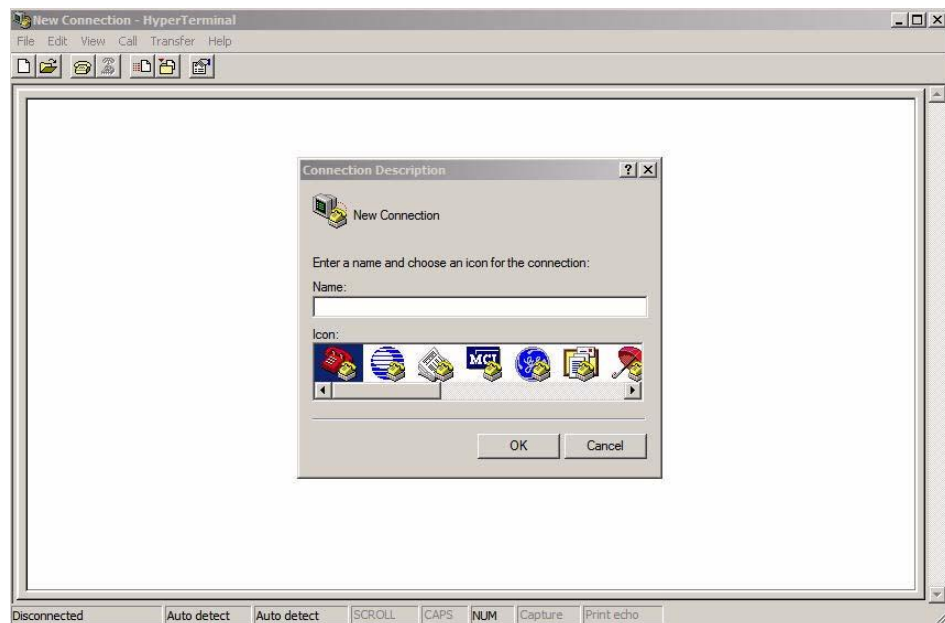 New Connection - HyperTerminal
File Edit View Call Transfer Help
Connection Description
New Connection
Enter a name and choose an icon for the connection:
Name:
Icon:
MCI
OK Cancel
Disconnected Auto detect Auto detect SCROLL CAPS NUM Capture Print echo